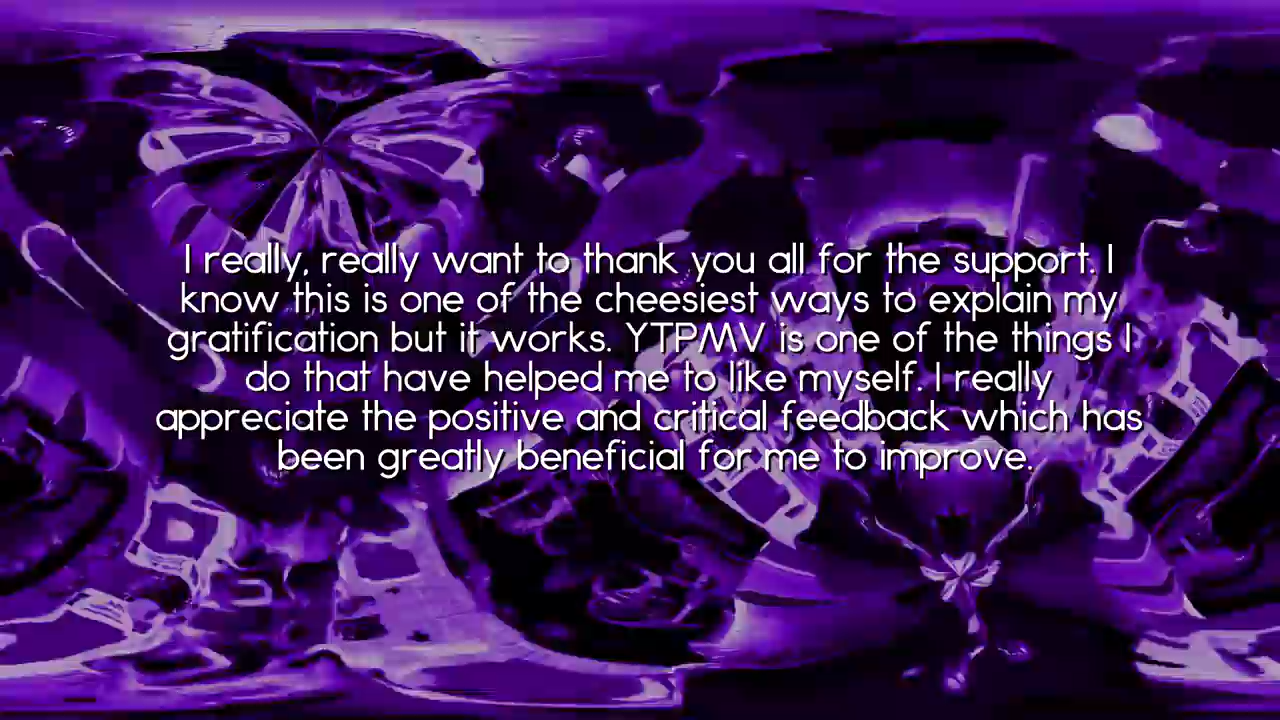 I really, really want to thank you all for the support. I
know this is one of the cheesiest ways to explain my
gratification but it works. YTPMV is one of the things I
do that have helped me to like myself. I really
appreciate the positive and critical feedback which has
been greatly beneficial for me to improve.